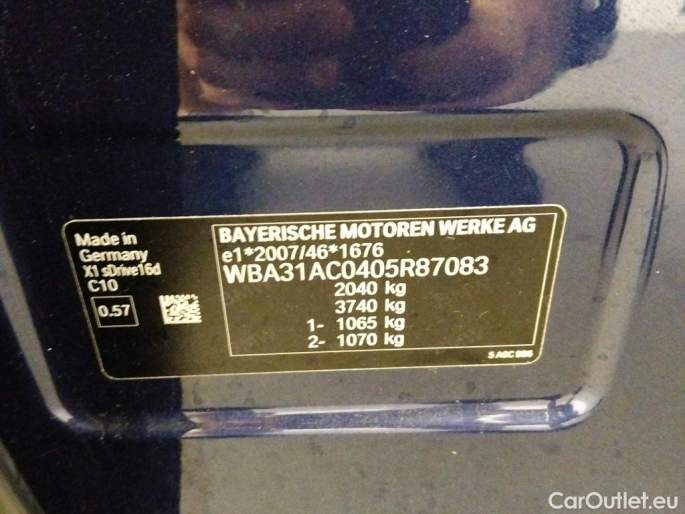 Made in
Germany
X1 sDrive16d
C10
0.57
BAYERISCHE MOTOREN WERKE AG
e1*2007/46*1676
WBA31AC0405R87083
2040 kg
3740 kg
1- 1065 kg
2- 1070 kg
CarOutlet.eu